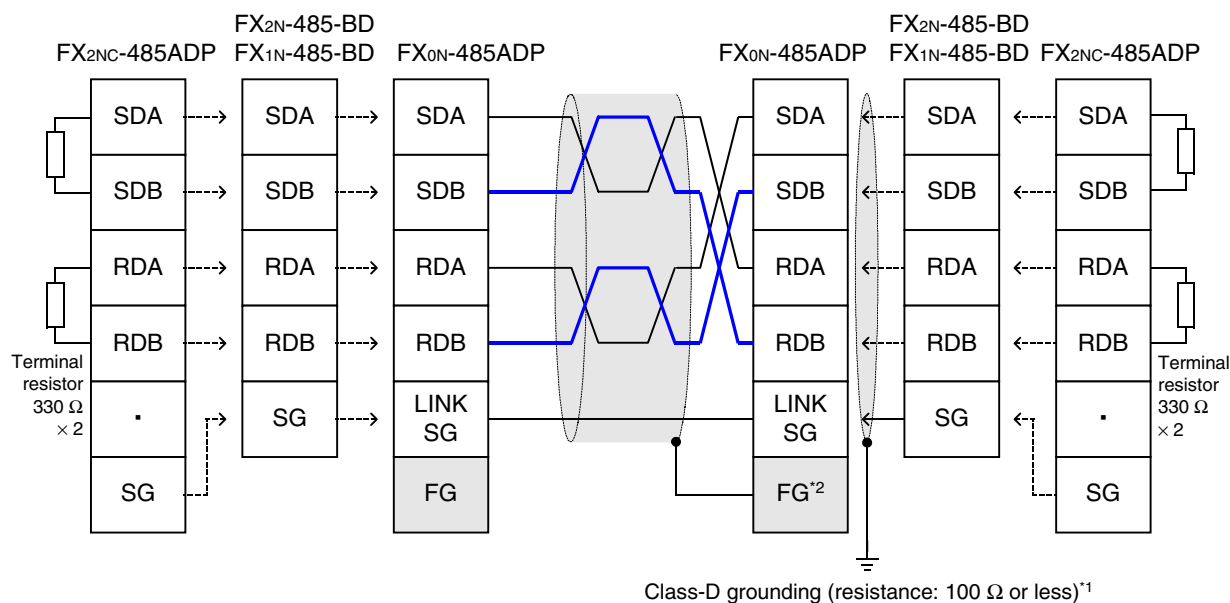 FX2N-485-BD
FX2NC-485ADP FX1N-485-BD FX0N-485ADP
FX2N-485-BD
FX0N-485ADP FX1N-485-BD FX2NC-485ADP
SDA SDA SDA SDA SDA SDA
SDB SDB SDB SDB SDB SDB
RDA RDA RDA RDA RDA RDA
RDB RDB RDB RDB RDB RDB
Terminal
resistor
330 Ω
× 2
Terminal
resistor
330 Ω
× 2
. SG LINK
SG
LINK
SG
SG .
SG FG FG*2 SG
Class-D grounding (resistance: 100 Ω or less)*1